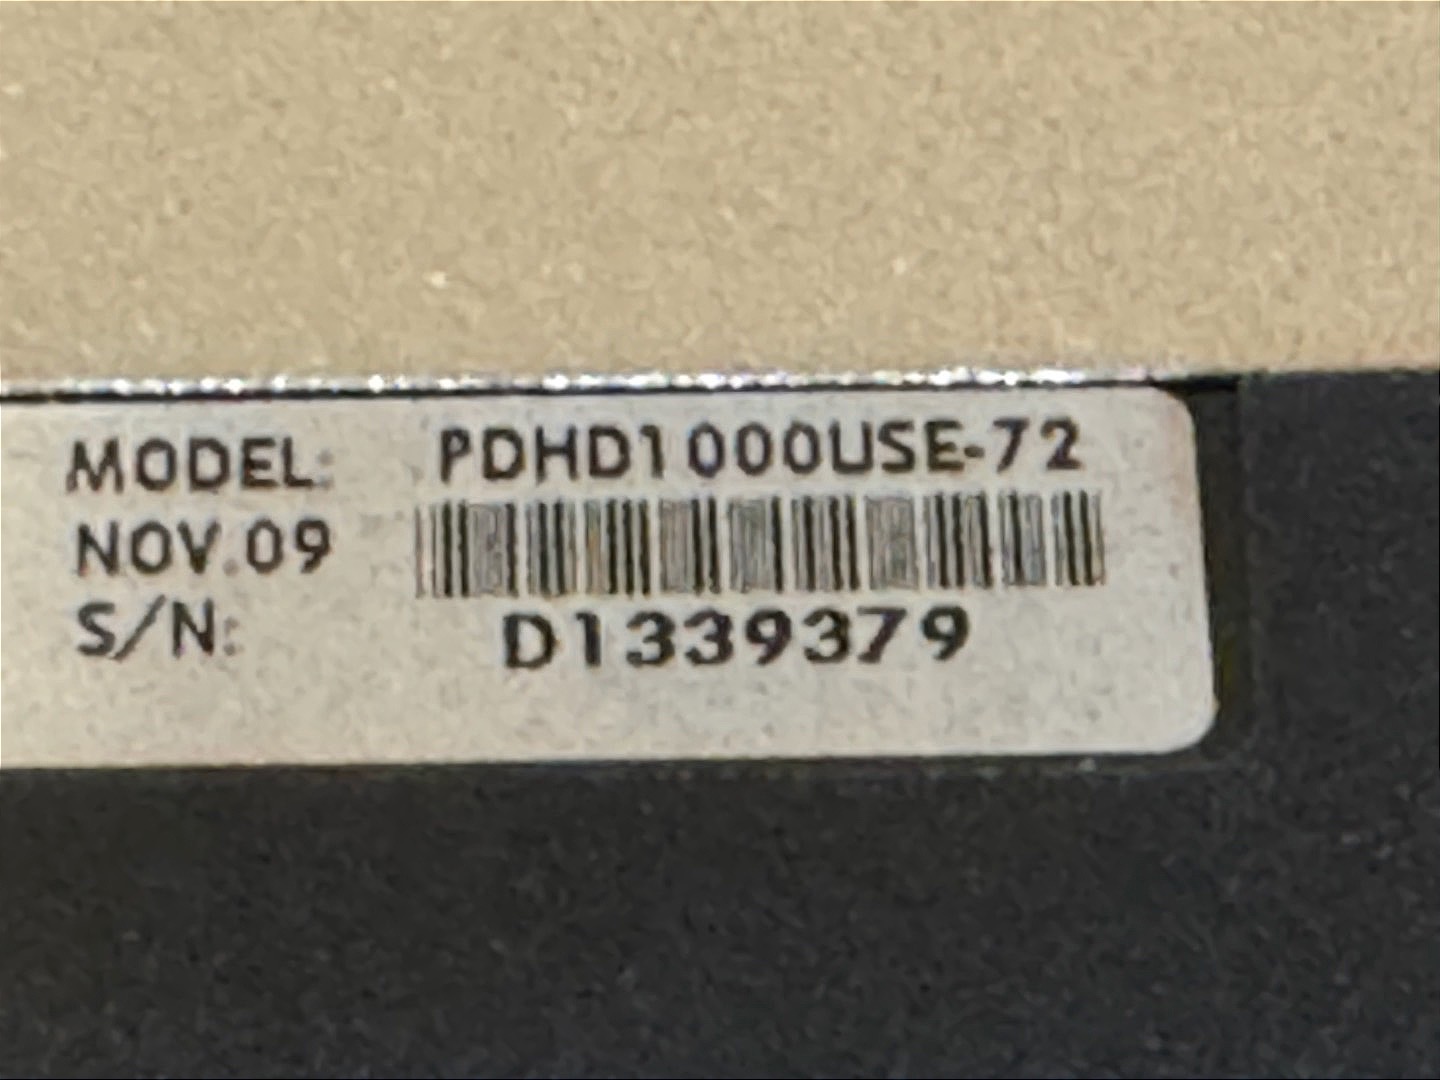 MODEL: PDHD1000USE-72
NOV.09
S/N: D1339379